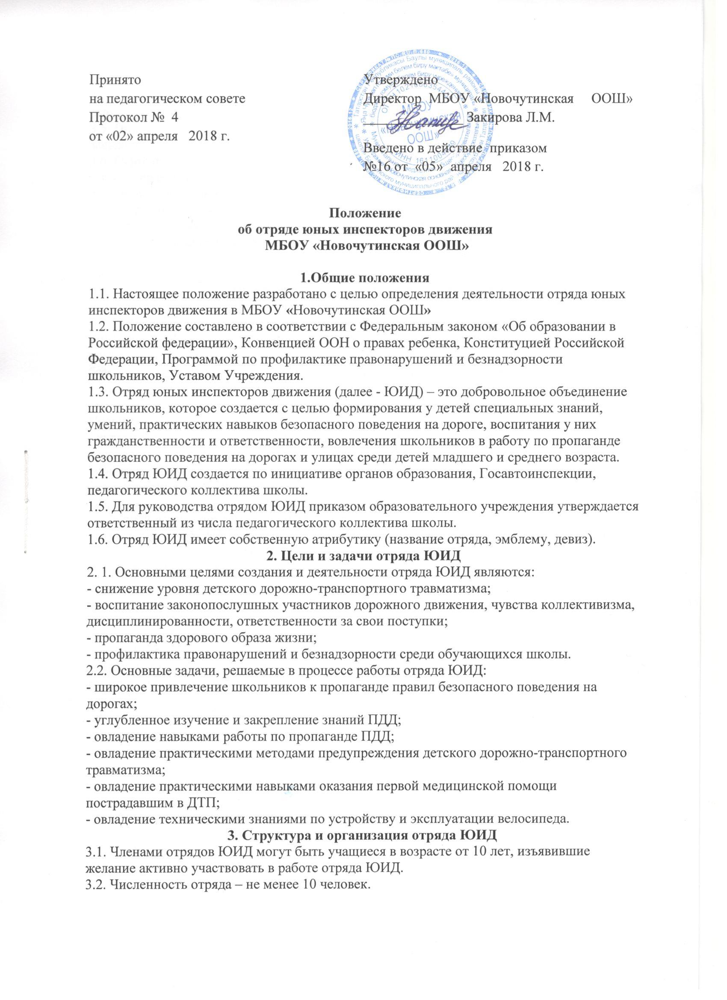 Принято
на педагогическом совете
Протокол № 4
от «02» апреля 2018 г.
Утверждено
Директор МБОУ «Новочутинская ООШ»
Закирова Л.М.
Введено в действие приказом
№16 от «05» апреля 2018 г.
МБОУ
«Новочутинская
ООШ»
Положение
об отряде юных инспекторов движения
МБОУ «Новочутинская ООШ»
1.Общие положения
1.1. Настоящее положение разработано с целью определения деятельности отряда юных
инспекторов движения в МБОУ «Новочутинская ООШ»
1.2. Положение составлено в соответствии с Федеральным законом «Об образовании в
Российской федерации», Конвенцией ООН о правах ребенка, Конституцией Российской
Федерации, Программой по профилактике правонарушений и безнадзорности
школьников, Уставом Учреждения.
1.3. Отряд юных инспекторов движения (далее - ЮИД) – это добровольное объединение
школьников, которое создается с целью формирования у детей специальных знаний,
умений, практических навыков безопасного поведения на дороге, воспитания у них
гражданственности и ответственности, вовлечения школьников в работу по пропаганде
безопасного поведения на дорогах и улицах среди детей младшего и среднего возраста.
1.4. Отряд ЮИД создается по инициативе органов образования, Госавтоинспекции,
педагогического коллектива школы.
1.5. Для руководства отрядом ЮИД приказом образовательного учреждения утверждается
ответственный из числа педагогического коллектива школы.
1.6. Отряд ЮИД имеет собственную атрибутику (название отряда, эмблему, девиз).
2. Цели и задачи отряда ЮИД
2. 1. Основными целями создания и деятельности отряда ЮИД являются:
- снижение уровня детского дорожно-транспортного травматизма;
- воспитание законопослушных участников дорожного движения, чувства коллективизма,
дисциплинированности, ответственности за свои поступки;
- пропаганда здорового образа жизни;
- профилактика правонарушений и безнадзорности среди обучающихся школы.
2.2. Основные задачи, решаемые в процессе работы отряда ЮИД:
- широкое привлечение школьников к пропаганде правил безопасного поведения на
дорогах;
- углубленное изучение и закрепление знаний ПДД;
- овладение навыками работы по пропаганде ПДД;
- овладение практическими методами предупреждения детского дорожно-транспортного
травматизма;
- овладение практическими навыками оказания первой медицинской помощи
пострадавшим в ДТП;
- овладение техническими знаниями по устройству и эксплуатации велосипеда.
3. Структура и организация отряда ЮИД
3.1. Членами отрядов ЮИД могут быть учащиеся в возрасте от 10 лет, изъявившие
желание активно участвовать в работе отряда ЮИД.
3.2. Численность отряда – не менее 10 человек.